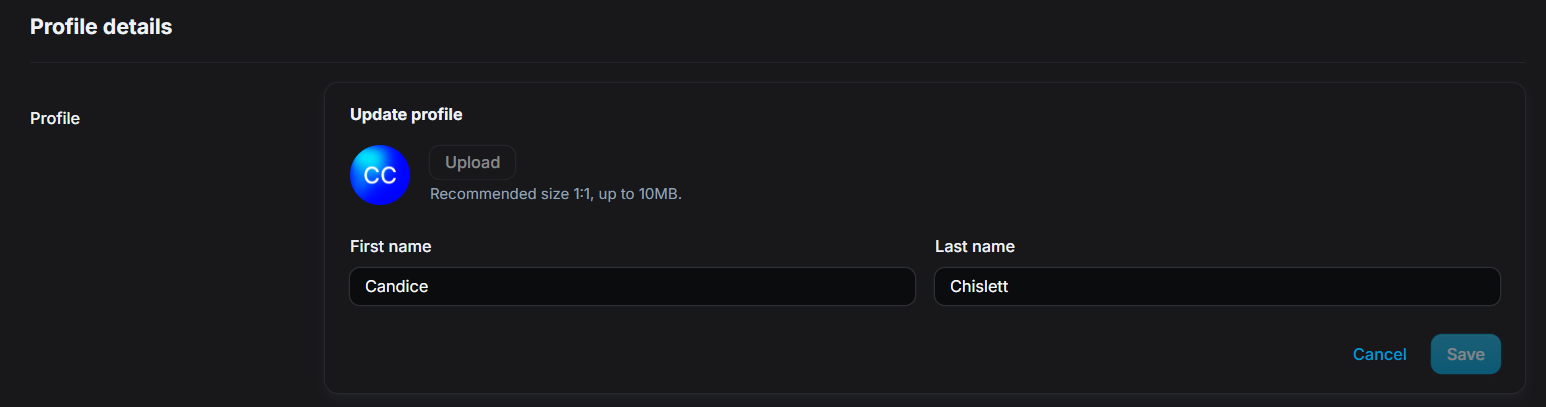 Profile details
Profile
Update profile
CC
Upload
Recommended size 1:1, up to 10MB.
First name
Last name
Candice
Chislett
Cancel
Save